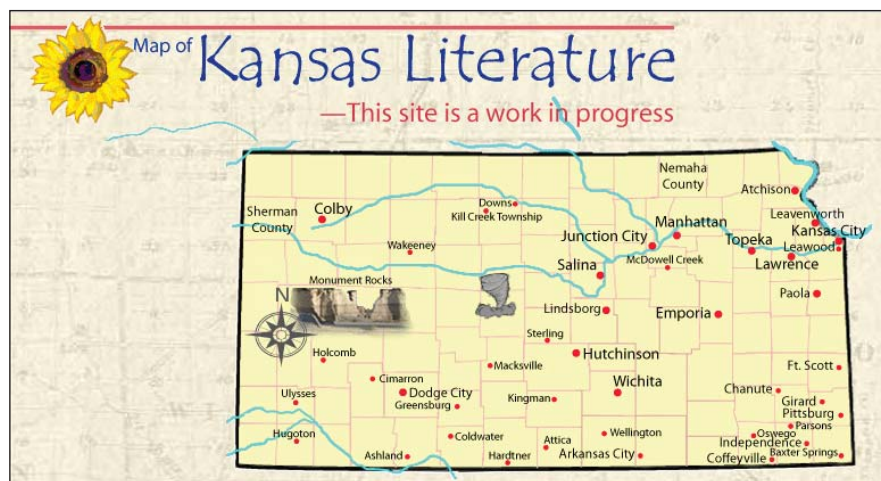 Map of
Kansas Literature
—This site is a work in progress
Nemaha
County
Atchison
Sherman
County
Colby
Downs
Kill Creek Township
Leavenworth
Kansas City
Manhattan
Junction City
Topeka
Leawood
Wakeeney
McDowell Creek
Lawrence
Salina
Monument Rocks
N
Paola
Lindsborg
Emporia
Sterling
Hutchinson
Holcomb
Macksville
Ft. Scott
Cimarron
Wichita
Dodge City
Chanute
Ulysses
Greensburg
Kingman
Girard
Pittsburg
Parsons
Hugoton
Coldwater
Wellington
Oswego
Attica
Independence
Ashland
Hardtner
Arkansas City
Coffeyville
Baxter Springs